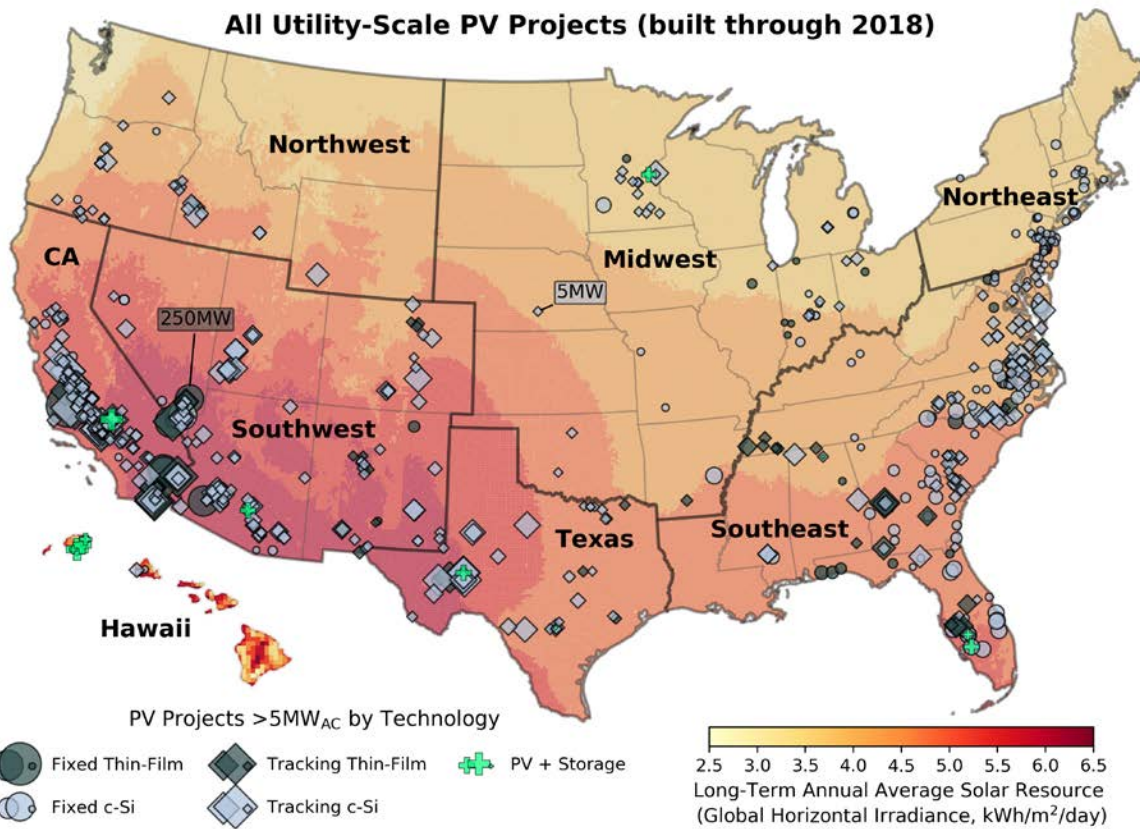 All Utility-Scale PV Projects (built through 2018)
Northwest
Northeast
CA
Midwest
5MW
250MW
Southwest
Texas
Southeast
Hawaii
PV Projects >5MW_AC by Technology
Fixed Thin-Film
Tracking Thin-Film
PV + Storage
Fixed c-Si
Tracking c-Si
2.5 3.0 3.5 4.0 4.5 5.0 5.5 6.0 6.5
Long-Term Annual Average Solar Resource
(Global Horizontal Irradiance, kWh/m²/day)